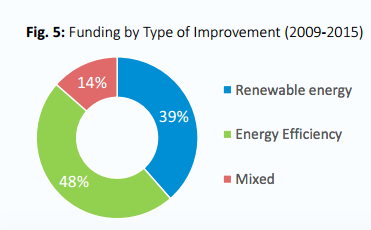 Fig. 5: Funding by Type of Improvement (2009-2015)
14%
39%
48%
Renewable energy
Energy Efficiency
Mixed